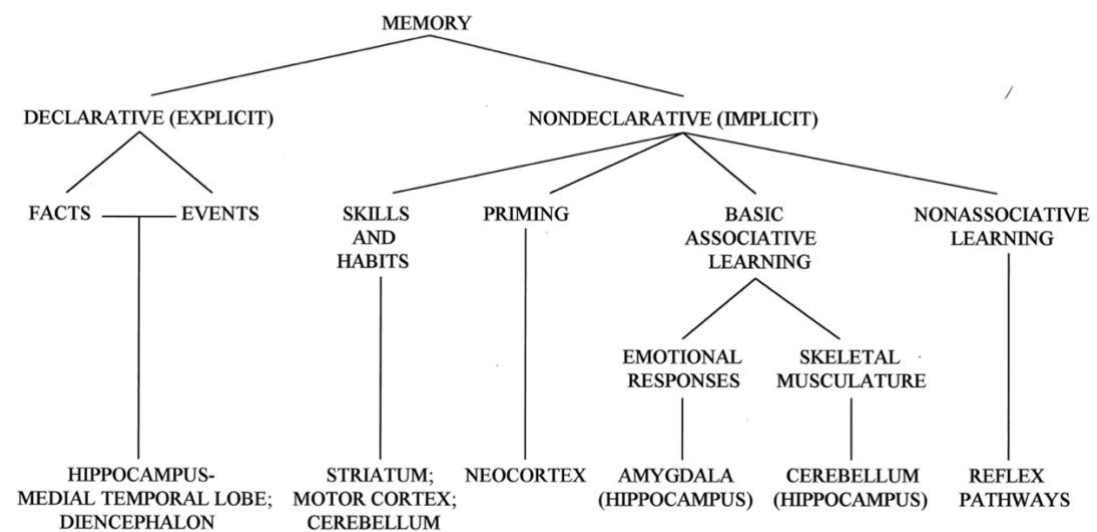 MEMORY
DECLARATIVE (EXPLICIT)
NONDECLARATIVE (IMPLICIT)
FACTS
EVENTS
SKILLS
AND
HABITS
PRIMING
BASIC
ASSOCIATIVE
LEARNING
NONASSOCIATIVE
LEARNING
EMOTIONAL
RESPONSES
SKELETAL
MUSCULATURE
HIPPOCAMPUS-
MEDIAL TEMPORAL LOBE;
DIENCEPHALON
STRIATUM;
MOTOR CORTEX;
CEREBELLUM
NEOCORTEX
AMYGDALA
(HIPPOCAMPUS)
CEREBELLUM
(HIPPOCAMPUS)
REFLEX
PATHWAYS